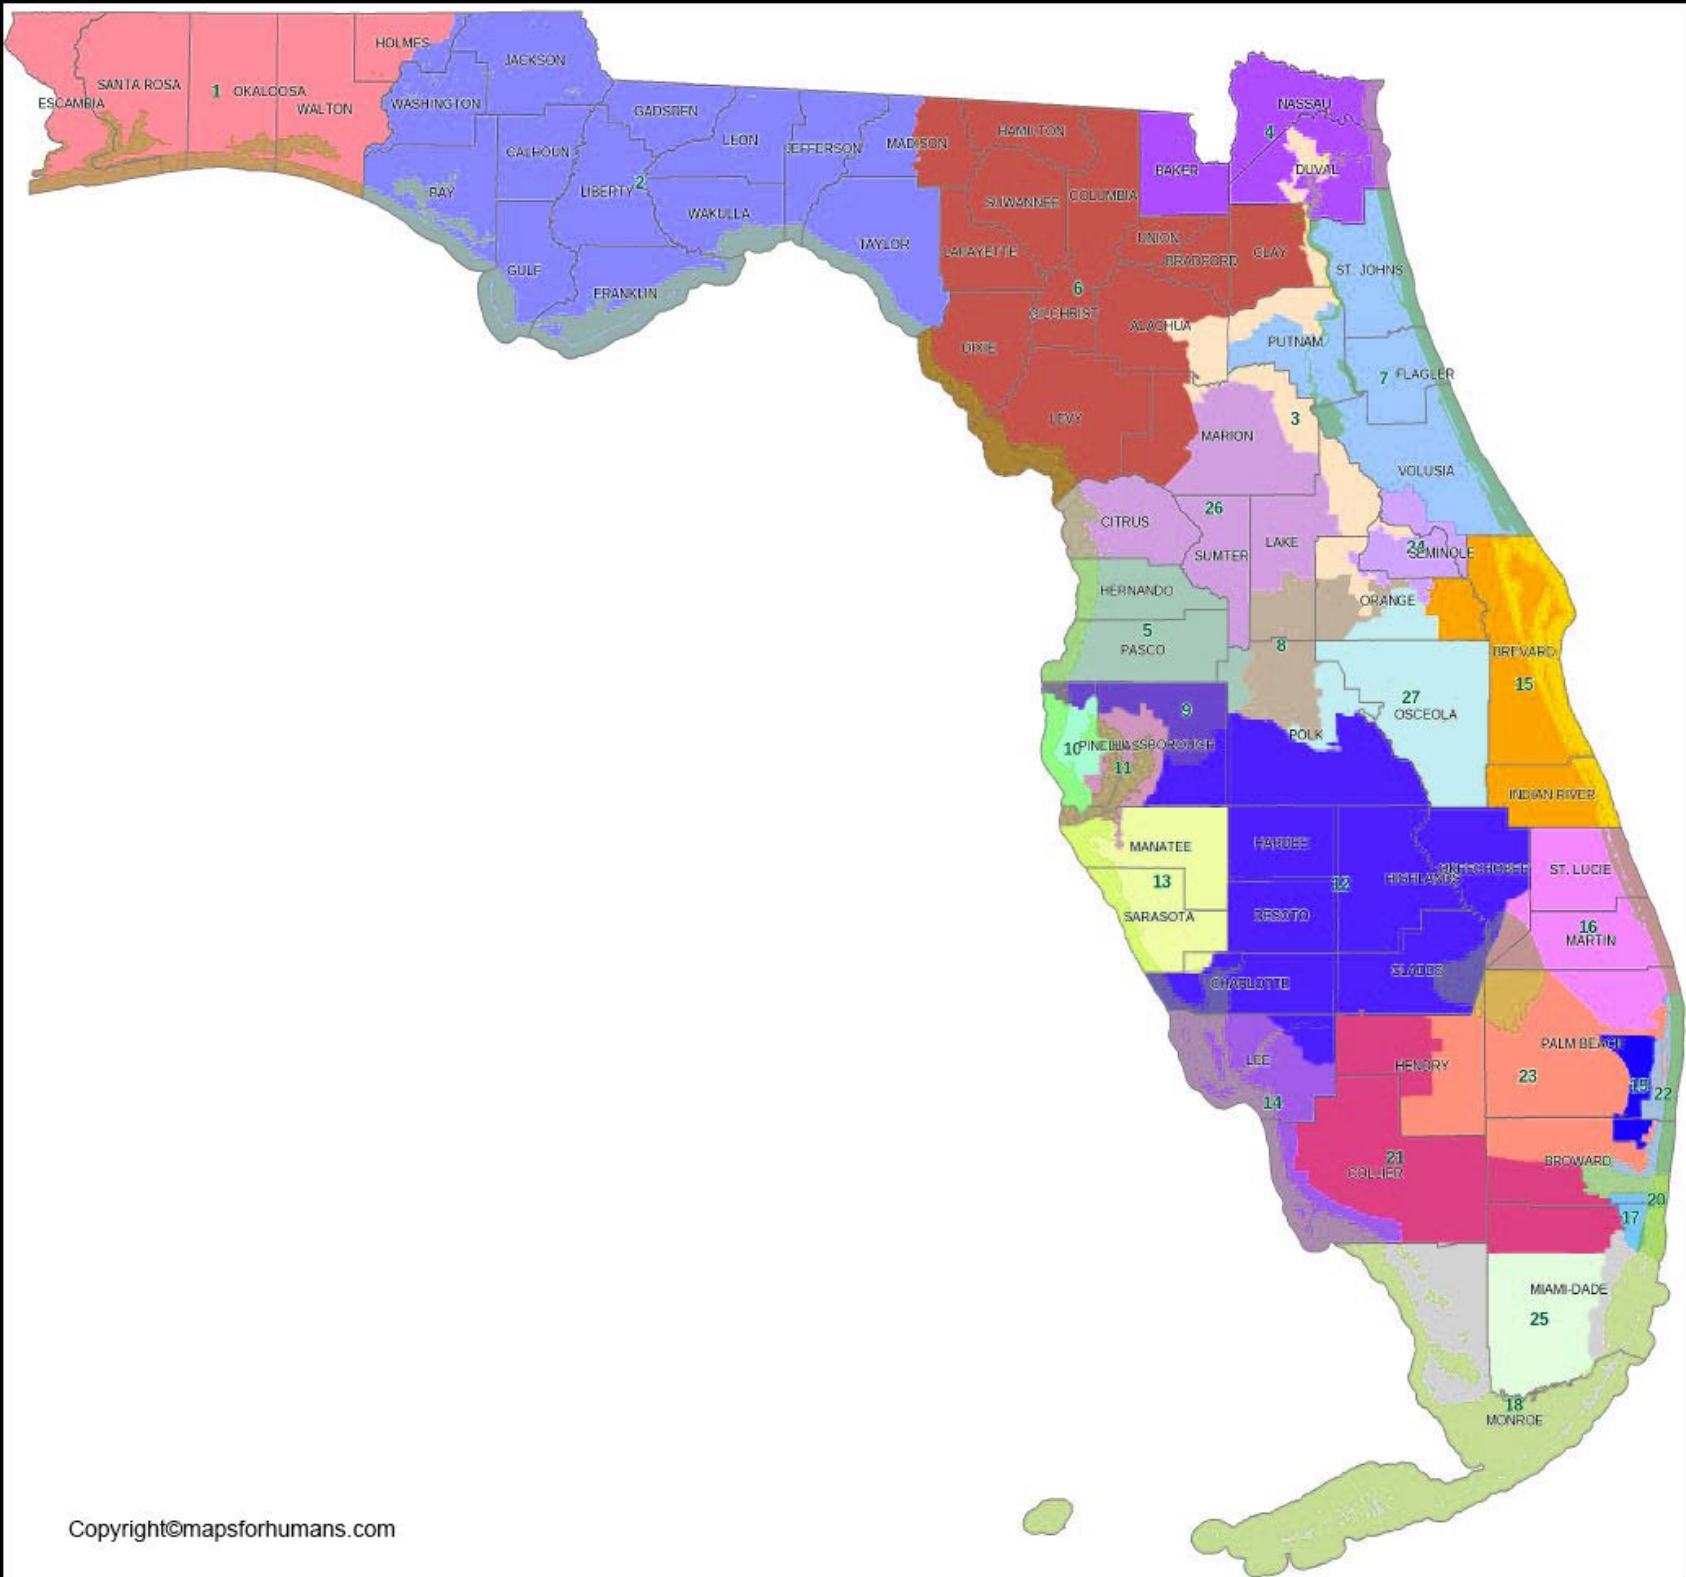 HOLMES
JACKSON
SANTA ROSA
1
OKALOOSA
ESCAMBIA
WALTON
WASHINGTON
GADSDEN
NASSAU
4
HAMILTON
LEON
MADISON
JEFFERSON
CALHOUN
DUVAL
BAKER
2
LIBERTY
BAY
COLUMBIA
SUWANNEE
WAKULLA
UNION
TAYLOR
LAFAYETTE
BRADFORD
CLAY
GULF
ST. JOHNS
FRANKLIN
6
GILCHRIST
ALACHUA
PUTNAM
DIXIE
7
FLAGLER
LEVY
3
MARION
VOLUSIA
26
CITRUS
LAKE
24
SEMINOLE
SUMTER
HERNANDO
ORANGE
5
8
PASCO
BREVARD
15
27
9
OSCEOLA
POLK
10
PINELLAS
HILLSBOROUGH
11
INDIAN RIVER
MANATEE
HARDEE
OKEECHOBEE
ST. LUCIE
13
HIGHLANDS
SARASOTA
DESOTO
16
MARTIN
GLADES
CHARLOTTE
PALM BEACH
LEE
HENDRY
23
22
14
21
COLLIER
BROWARD
20
17
MIAMI-DADE
25
18
MONROE
Copyright©mapsforhumans.com